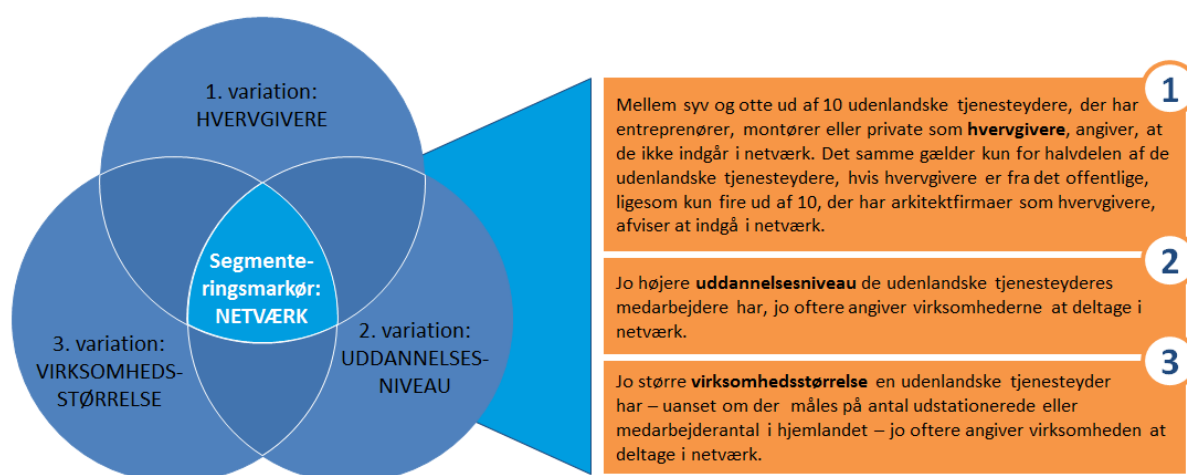 1. variation:
HVERVGIVERE
Segmente-
ringsmarkør:
NETVÆRK
3. variation:
VIRKSOMHEDS-
STØRRELSE
2. variation:
UDDANNELSES-
NIVEAU
1
Mellem syv og otte ud af 10 udenlandske tjenesteydere, der har
entreprenører, montører eller private som hvervgivere, angiver, at
de ikke indgår i netværk. Det samme gælder kun for halvdelen af de
udenlandske tjenesteydere, hvis hvervgivere er fra det offentlige,
ligesom kun fire ud af 10, der har arkitektfirmaer som hvervgivere,
afviser at indgå i netværk.
2
Jo højere uddannelsesniveau de udenlandske tjenesteyderes
medarbejdere har, jo oftere angiver virksomhederne at deltage i
netværk.
3
Jo større virksomhedsstørrelse en udenlandske tjenesteyder
har – uanset om der måles på antal udstationerede eller
medarbejderantal i hjemlandet – jo oftere angiver virksomheden at
deltage i netværk.